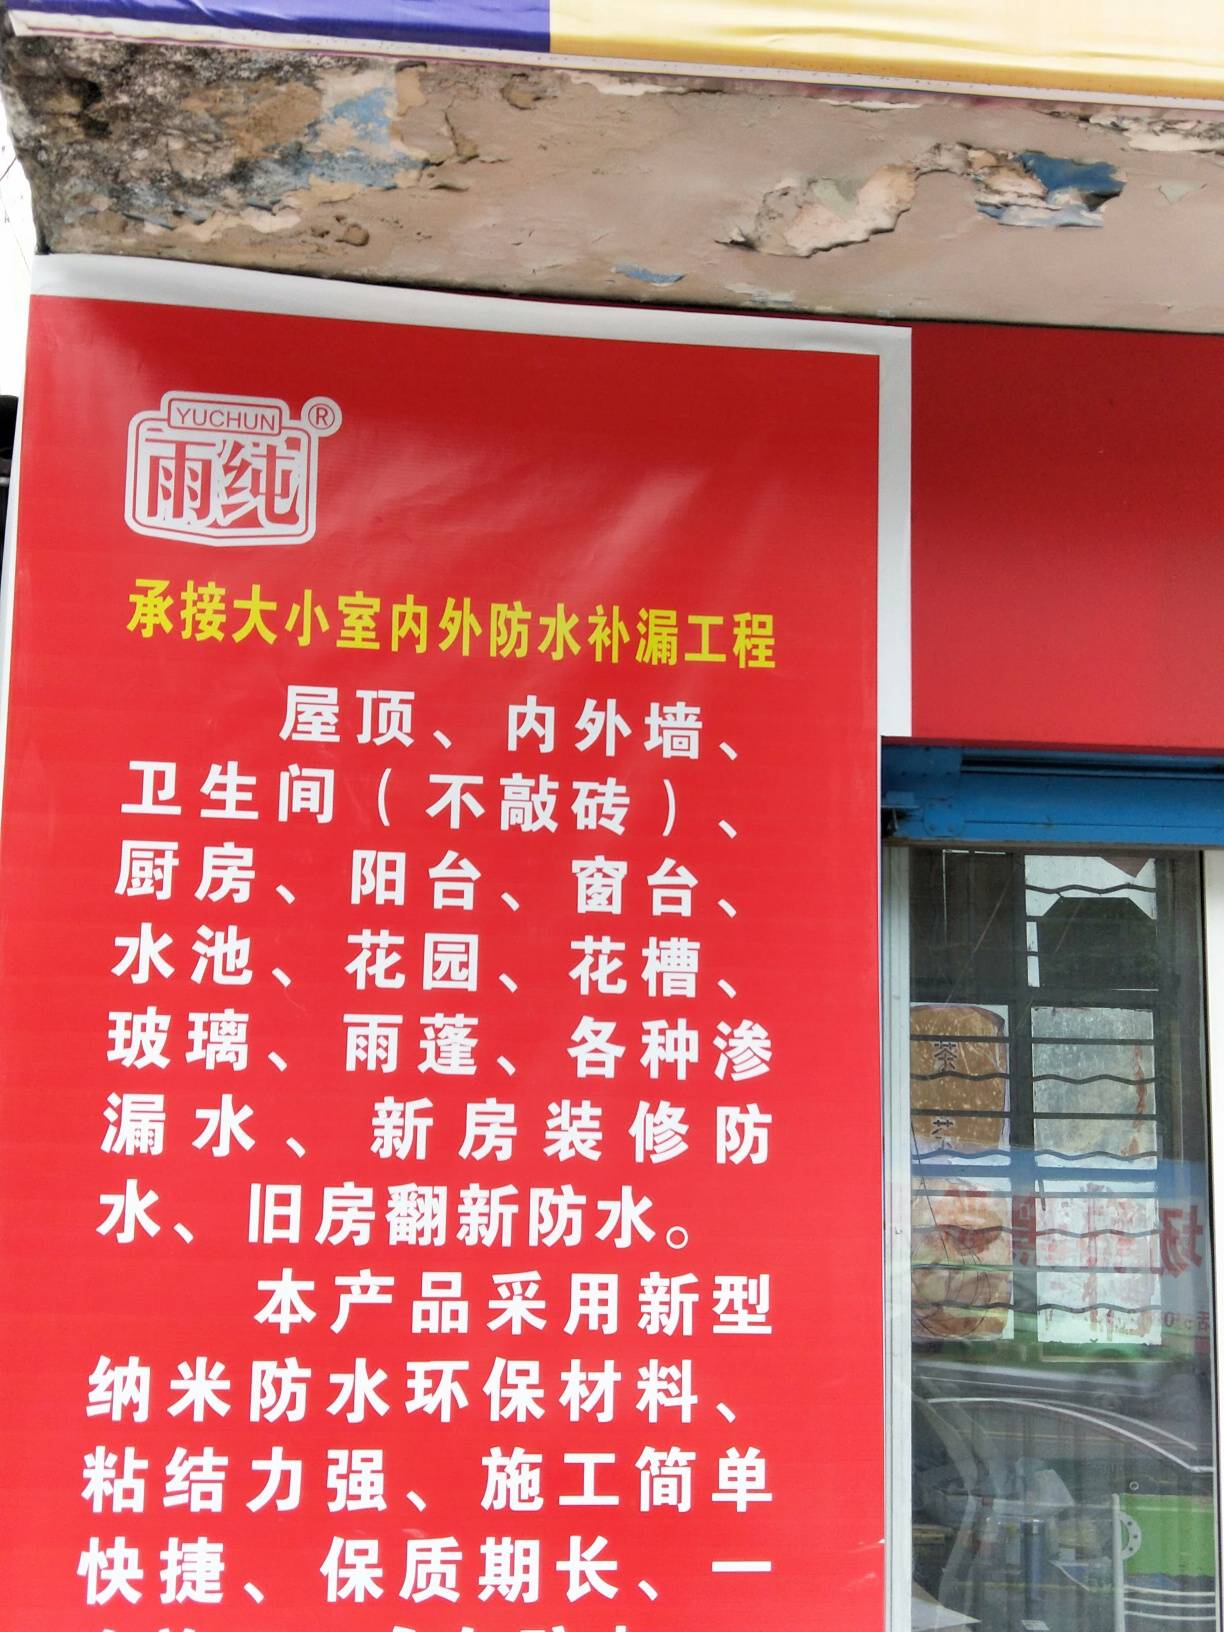 YUCHUN
®
雨纯
承接大小室内外防水补漏工程
屋顶、内外墙、
卫生间(不敲砖)、
厨房、阳台、窗台、
水池、花园、花槽、
玻璃、雨蓬、各种渗
漏水、新房装修防
水、旧房翻新防水。
本产品采用新型
纳米防水环保材料、
粘结力强、施工简单
快捷、保质期长、一